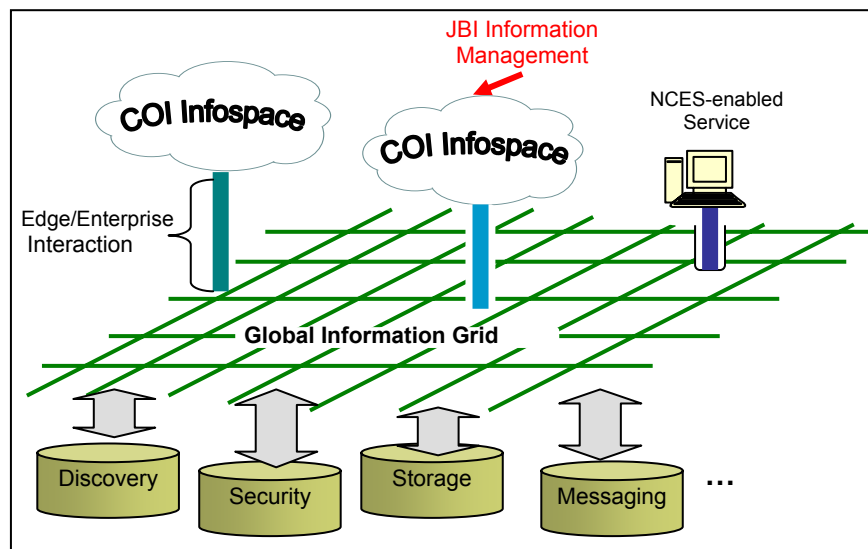 JBI Information
Management
COI Infospace
COI Infospace
NCES-enabled
Service
Edge/Enterprise
Interaction
Global Information Grid
Discovery
Security
Storage
Messaging
...